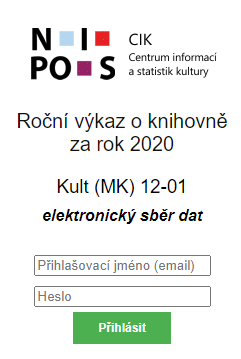 NIPOS
CIK
Centrum informací
a statistik kultury
Roční výkaz o knihovně
za rok 2020
Kult (MK) 12-01
elektronický sběr dat
Přihlašovací jméno (email)
Heslo
Přihlásit